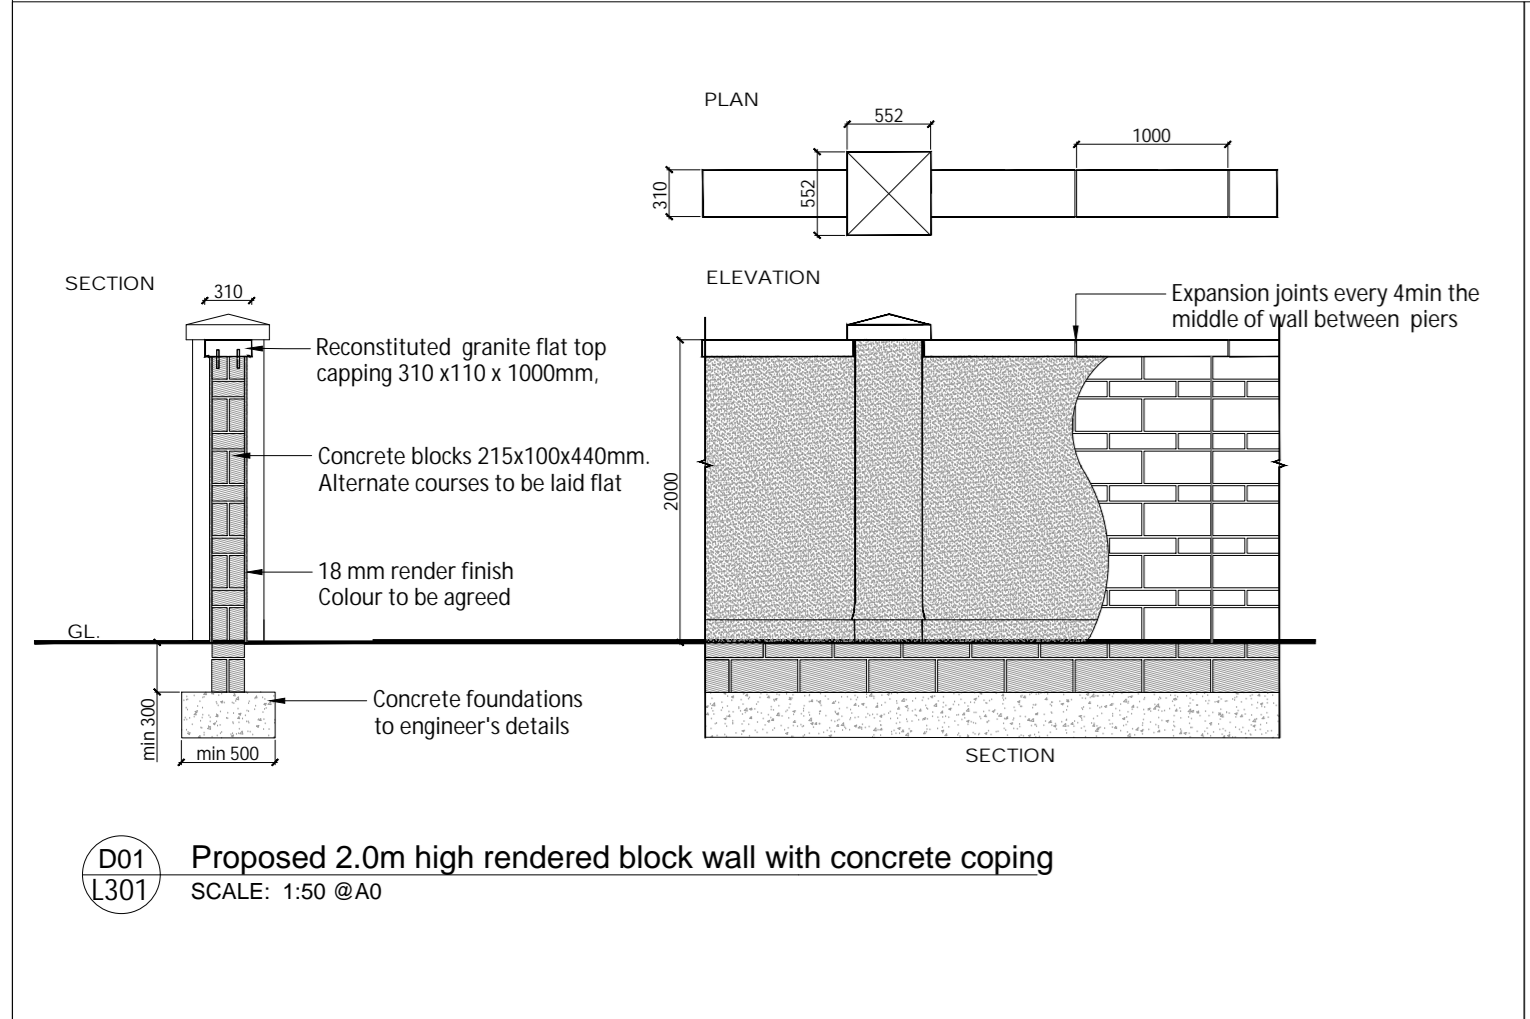 PLAN
552
1000
310
552
SECTION
310
ELEVATION
Expansion joints every 4min the
middle of wall between piers
Reconstituted granite flat top
capping 310 x110 x 1000mm,
Concrete blocks 215x100x440mm.
Alternate courses to be laid flat
2000
18 mm render finish
Colour to be agreed
GL.
Concrete foundations
to engineer's details
min 300
min 500
SECTION
D01
L301
Proposed 2.0m high rendered block wall with concrete coping
SCALE: 1:50 @A0